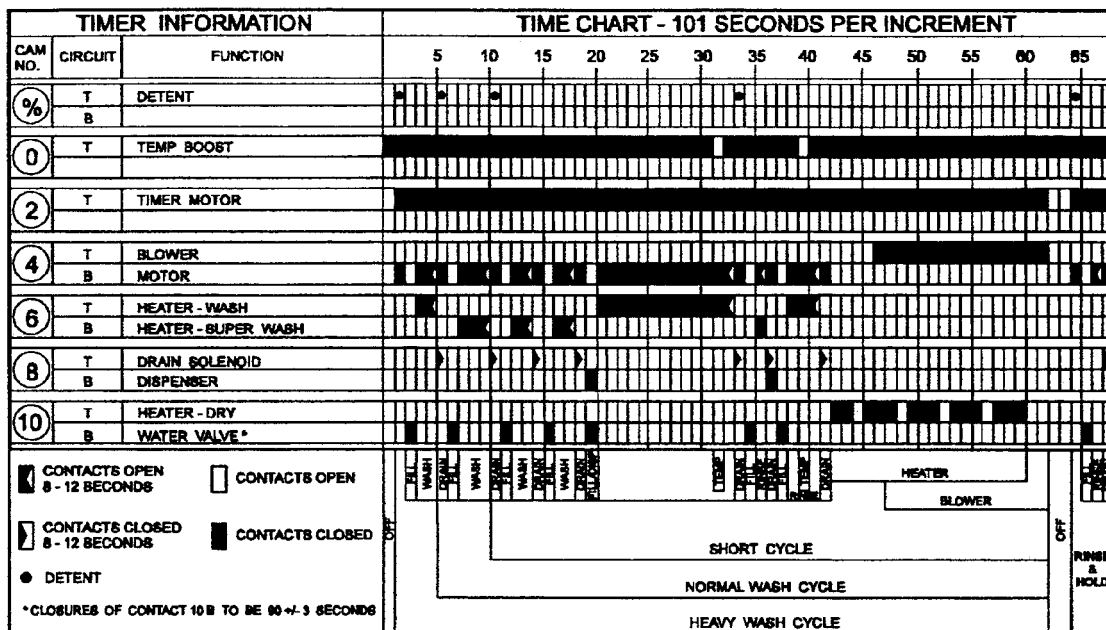 TIMER INFORMATION
TIME CHART - 101 SECONDS PER INCREMENT
CAM NO.
CIRCUIT
FUNCTION
5 10 15 20 25 30 35 40 45 50 55 60 65
% T DETENT
B
0 T TEMP BOOST
2 T TIMER MOTOR
4 T BLOWER
B MOTOR
6 T HEATER - WASH
B HEATER - SUPER WASH
8 T DRAIN SOLENOID
B DISPENSER
10 T HEATER - DRY
B WATER VALVE*
CONTACTS OPEN
8 - 12 SECONDS
CONTACTS OPEN
CONTACTS CLOSED
8 - 12 SECONDS
CONTACTS CLOSED
DETENT
*CLOSURES OF CONTACT 10 B TO BE 90 +/- 3 SECONDS
OFF
FILL
WASH
DRAIN
FILL
WASH
DRAIN
FILL
WASH
DRAIN
FILL
WASH
DRAIN
TEMP
DRAIN
FILL
DRAIN
FILL
TEMP
DRAIN
HEATER
BLOWER
OFF
SHORT CYCLE
NORMAL WASH CYCLE
HEAVY WASH CYCLE
RINSE
&
HOLD